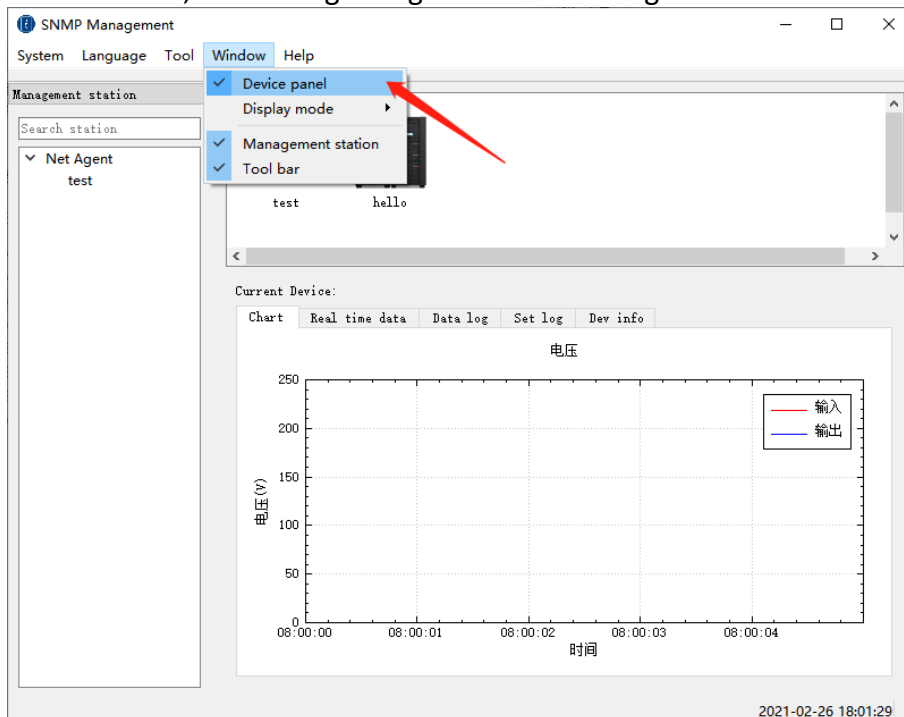 SNMP Management
System Language Tool Window Help
Device panel
Display mode
Management station
Tool bar
Management station
Search station
Net Agent
test
test hello
Current Device:
Chart Real time data Data log Set log Dev info
电压
250
200
150
100
50
0
电压(v)
输入
输出
08:00:00 08:00:01 08:00:02 08:00:03 08:00:04
时间
2021-02-26 18:01:29